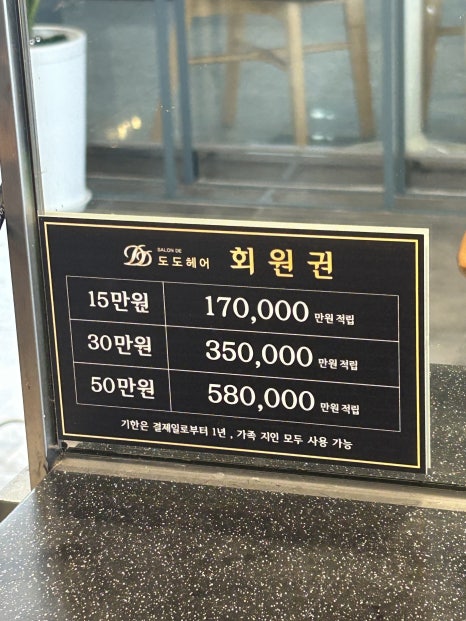 SALON DE
도도헤어 회원권
15만원 170,000 만원 적립
30만원 350,000 만원 적립
50만원 580,000 만원 적립
기한은 결제일로부터 1년 , 가족 지인 모두 사용 가능